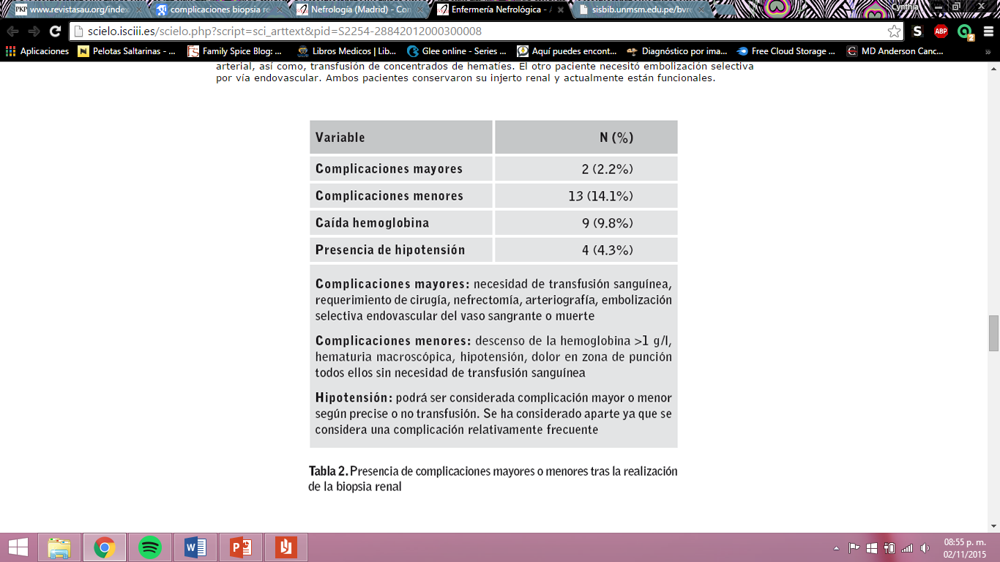 www.revistasau.org/index
complicaciones biopsia re
Nefrología (Madrid) - Con
Enfermería Nefrológica - A
sisbib.unmsm.edu.pe/bvre
Cynthia
scielo.isciii.es/scielo.php?script=sci_arttext&pid=S2254-28842012000300008
Aplicaciones
Pelotas Saltarinas - ...
Family Spice Blog: ...
Libros Medicos | Lib...
Glee online - Series ...
Aquí puedes encont...
Diagnóstico por ima...
Free Cloud Storage ...
MD Anderson Canc...
»
arterial, así como, transfusión de concentrados de hematíes. El otro paciente necesitó embolización selectiva
por vía endovascular. Ambos pacientes conservaron su injerto renal y actualmente están funcionales.
Variable N (%)
Complicaciones mayores 2 (2.2%)
Complicaciones menores 13 (14.1%)
Caída hemoglobina 9 (9.8%)
Presencia de hipotensión 4 (4.3%)
Complicaciones mayores: necesidad de transfusión sanguínea,
requerimiento de cirugía, nefrectomía, arteriografía, embolización
selectiva endovascular del vaso sangrante o muerte
Complicaciones menores: descenso de la hemoglobina >1 g/l,
hematuria macroscópica, hipotensión, dolor en zona de punción
todos ellos sin necesidad de transfusión sanguínea
Hipotensión: podrá ser considerada complicación mayor o menor
según precise o no transfusión. Se ha considerado aparte ya que se
considera una complicación relativamente frecuente
Tabla 2. Presencia de complicaciones mayores o menores tras la realización
de la biopsia renal
08:55 p. m.
02/11/2015